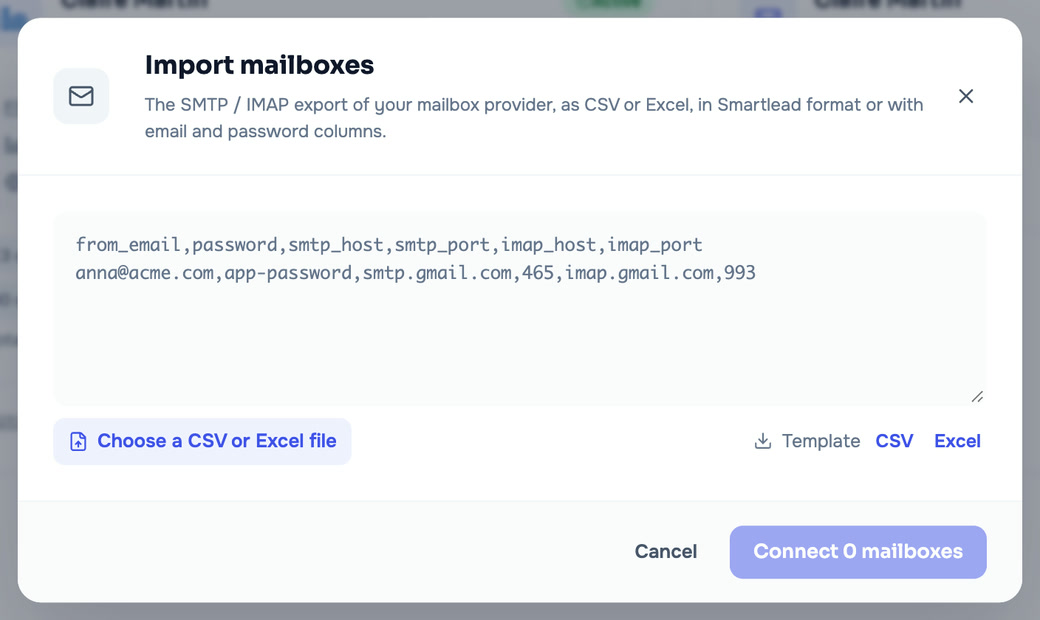 Import mailboxes
The SMTP / IMAP export of your mailbox provider, as CSV or Excel, in Smartlead format or with
email and password columns.
from_email,password,smtp_host,smtp_port,imap_host,imap_port
anna@acme.com,app-password,smtp.gmail.com,465,imap.gmail.com,993
Choose a CSV or Excel file
Template CSV Excel
Cancel
Connect 0 mailboxes